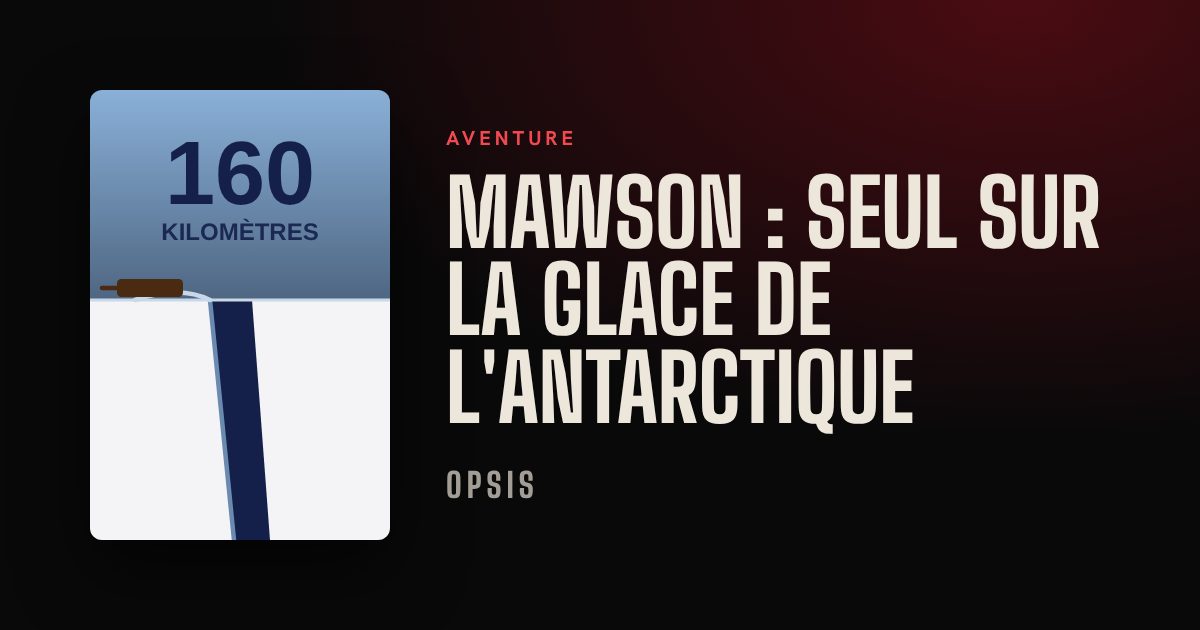 160
KILOMÈTRES
AVENTURE
MAWSON : SEUL SUR
LA GLACE DE
L'ANTARCTIQUE
OPSIS